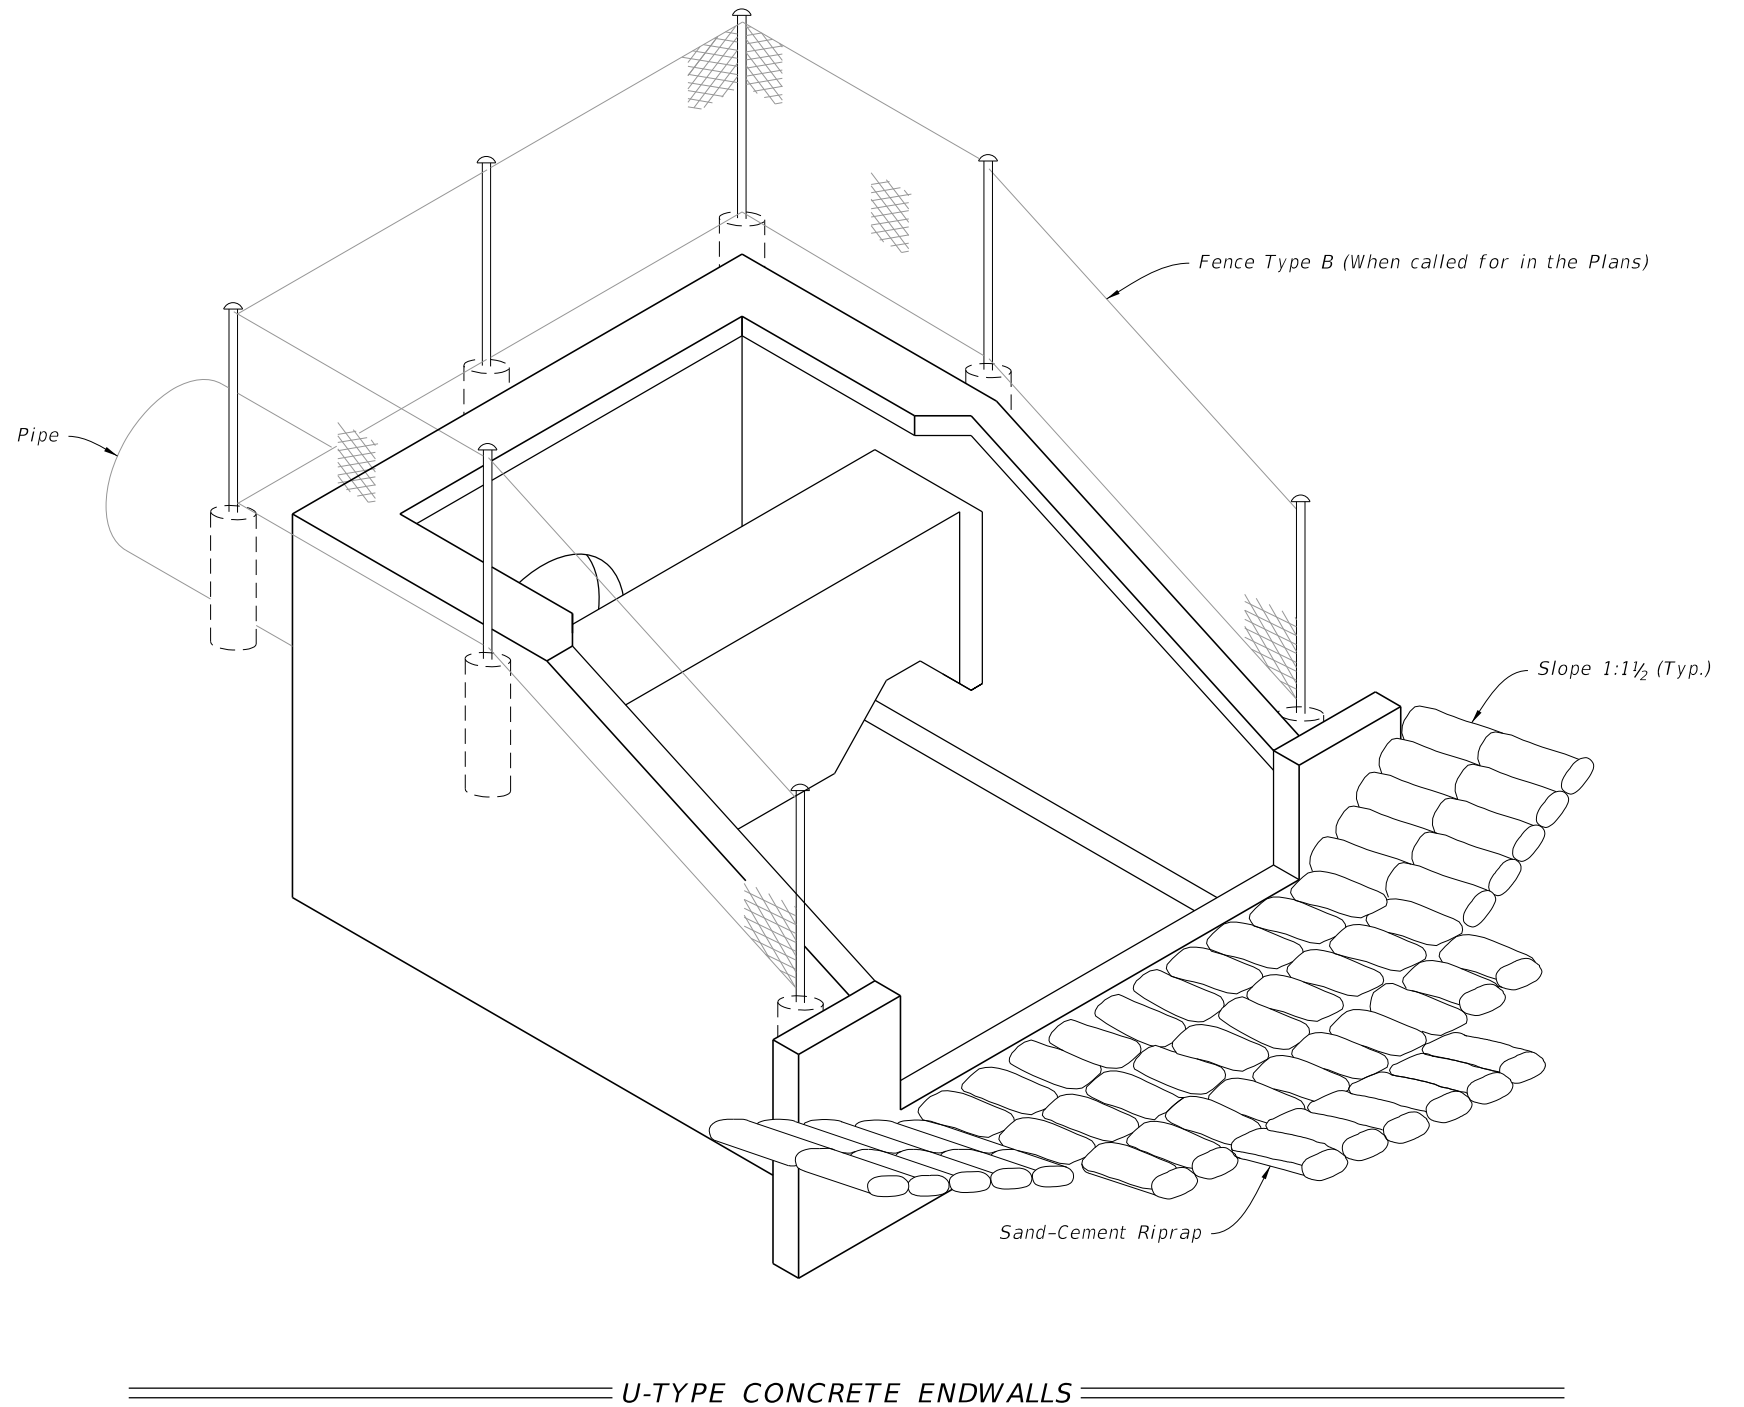 Fence Type B (When called for in the Plans)
Pipe
Slope 1:1½ (Typ.)
Sand-Cement Riprap
U-TYPE CONCRETE ENDWALLS